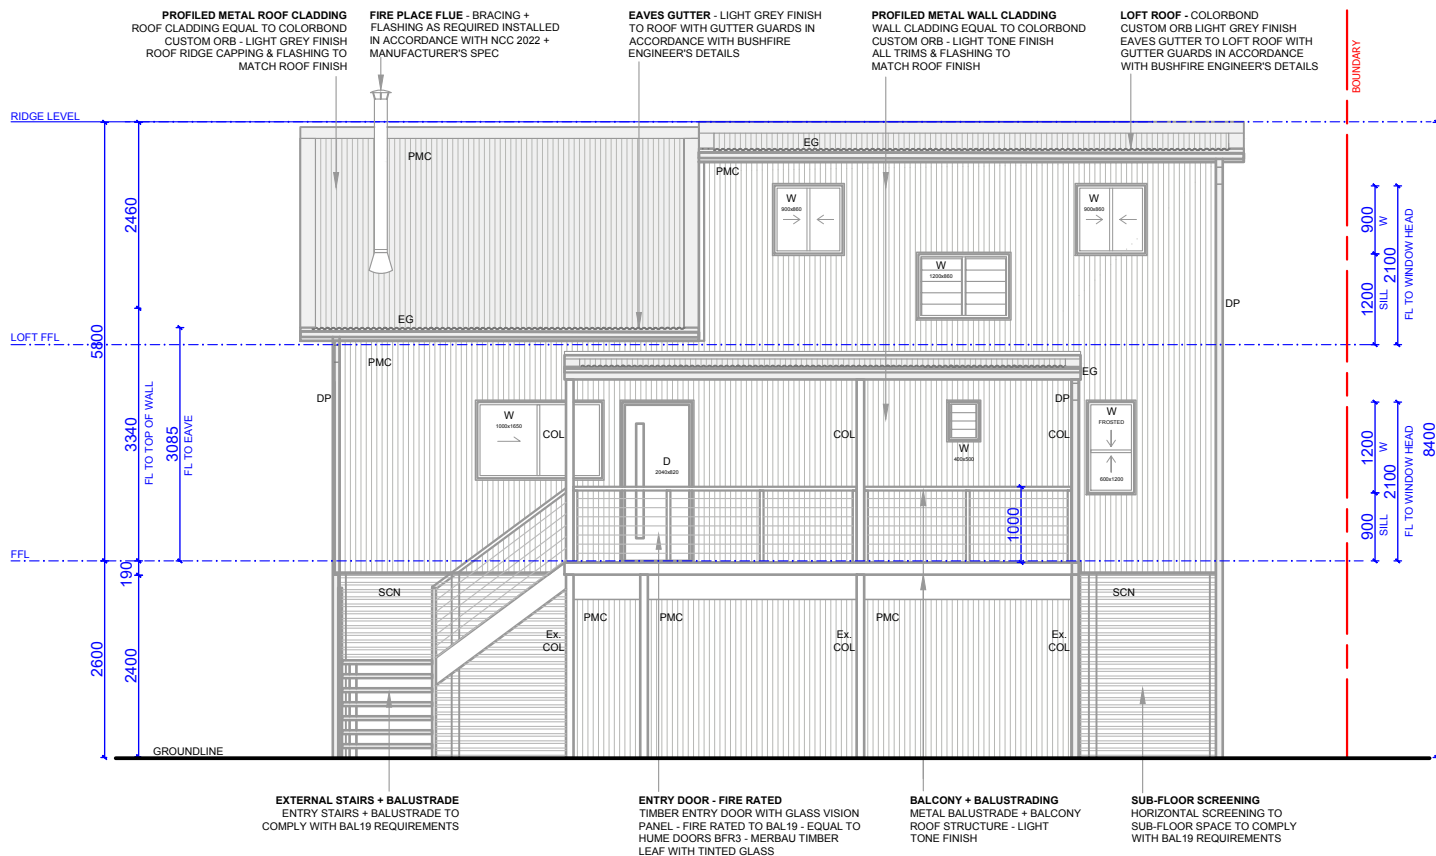 PROFILED METAL ROOF CLADDING
ROOF CLADDING EQUAL TO COLORBOND
CUSTOM ORB - LIGHT GREY FINISH
ROOF RIDGE CAPPING & FLASHING TO
MATCH ROOF FINISH
FIRE PLACE FLUE - BRACING +
FLASHING AS REQUIRED INSTALLED
IN ACCORDANCE WITH NCC 2022 +
MANUFACTURER'S SPEC
EAVES GUTTER - LIGHT GREY FINISH
TO ROOF WITH GUTTER GUARDS IN
ACCORDANCE WITH BUSHFIRE
ENGINEER'S DETAILS
PROFILED METAL WALL CLADDING
WALL CLADDING EQUAL TO COLORBOND
CUSTOM ORB - LIGHT TONE FINISH
ALL TRIMS & FLASHING TO
MATCH ROOF FINISH
LOFT ROOF - COLORBOND
CUSTOM ORB LIGHT GREY FINISH
EAVES GUTTER TO LOFT ROOF WITH
GUTTER GUARDS IN ACCORDANCE
WITH BUSHFIRE ENGINEER'S DETAILS
BOUNDARY
RIDGE LEVEL
LOFT FFL
FFL
GROUNDLINE
5800
2460
3340
FL TO TOP OF WALL
3085
FL TO EAVE
190
2600
2400
PMC
EG
PMC
DP
EG
PMC
W
900x860
W
900x860
W
1200x860
DP
EG
DP
W
1000x1650
COL
D
2040x820
COL
W
400x500
COL
W
FROSTED
600x1200
1000
SCN
PMC
PMC
PMC
SCN
Ex.
COL
Ex.
COL
Ex.
COL
900
W
1200
SILL
2100
FL TO WINDOW HEAD
1200
W
900
SILL
2100
FL TO WINDOW HEAD
8400
EXTERNAL STAIRS + BALUSTRADE
ENTRY STAIRS + BALUSTRADE TO
COMPLY WITH BAL19 REQUIREMENTS
ENTRY DOOR - FIRE RATED
TIMBER ENTRY DOOR WITH GLASS VISION
PANEL - FIRE RATED TO BAL19 - EQUAL TO
HUME DOORS BFR3 - MERBAU TIMBER
LEAF WITH TINTED GLASS
BALCONY + BALUSTRADING
METAL BALUSTRADE + BALCONY
ROOF STRUCTURE - LIGHT
TONE FINISH
SUB-FLOOR SCREENING
HORIZONTAL SCREENING TO
SUB-FLOOR SPACE TO COMPLY
WITH BAL19 REQUIREMENTS